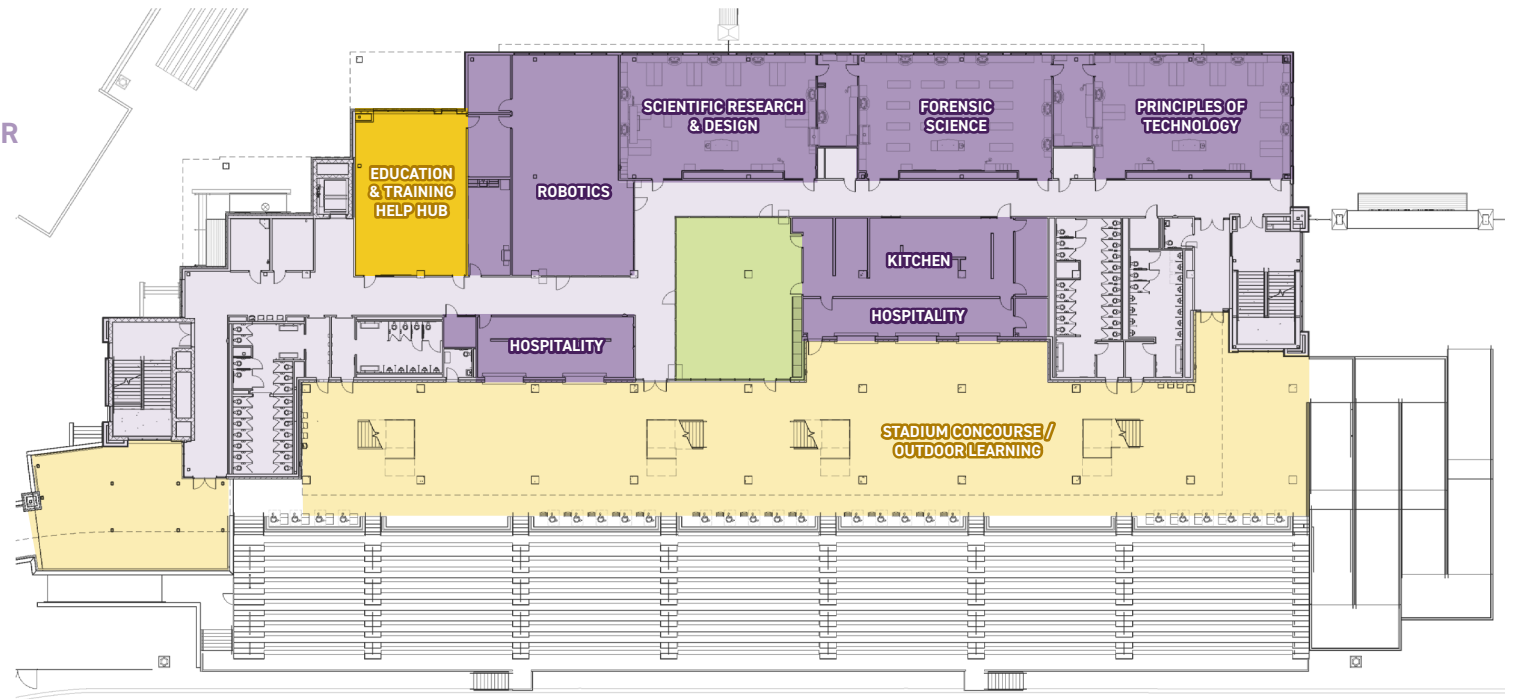 R
SCIENTIFIC RESEARCH
& DESIGN
FORENSIC
SCIENCE
PRINCIPLES OF
TECHNOLOGY
EDUCATION
& TRAINING
HELP HUB
ROBOTICS
KITCHEN
HOSPITALITY
HOSPITALITY
STADIUM CONCOURSE /
OUTDOOR LEARNING